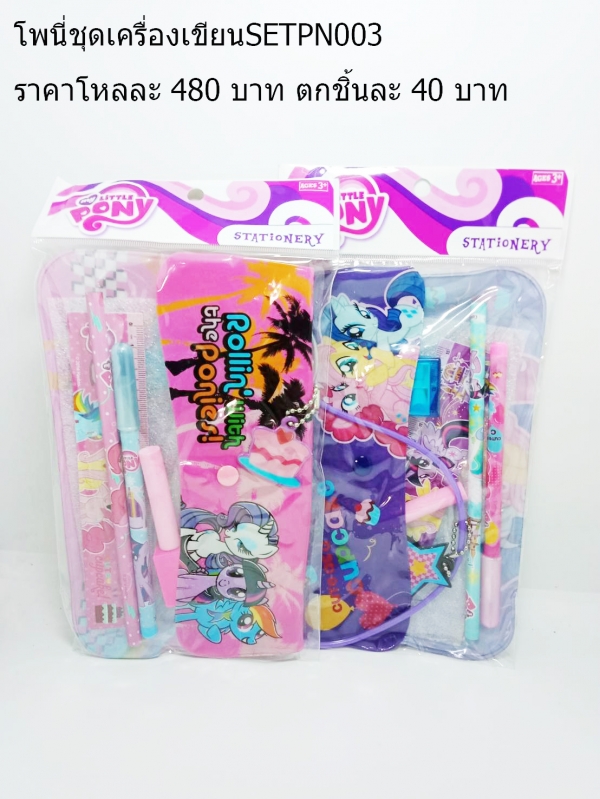 โพนี่ชุดเครื่องเขียนSETPN003
ราคาโหลละ 480 บาท ตกชิ้นละ 40 บาท
AGES 3+
AGES 3+
MY LITTLE PONY
LITTLE PONY
STATIONERY
STATIONERY
Rollin' with
the ponies!